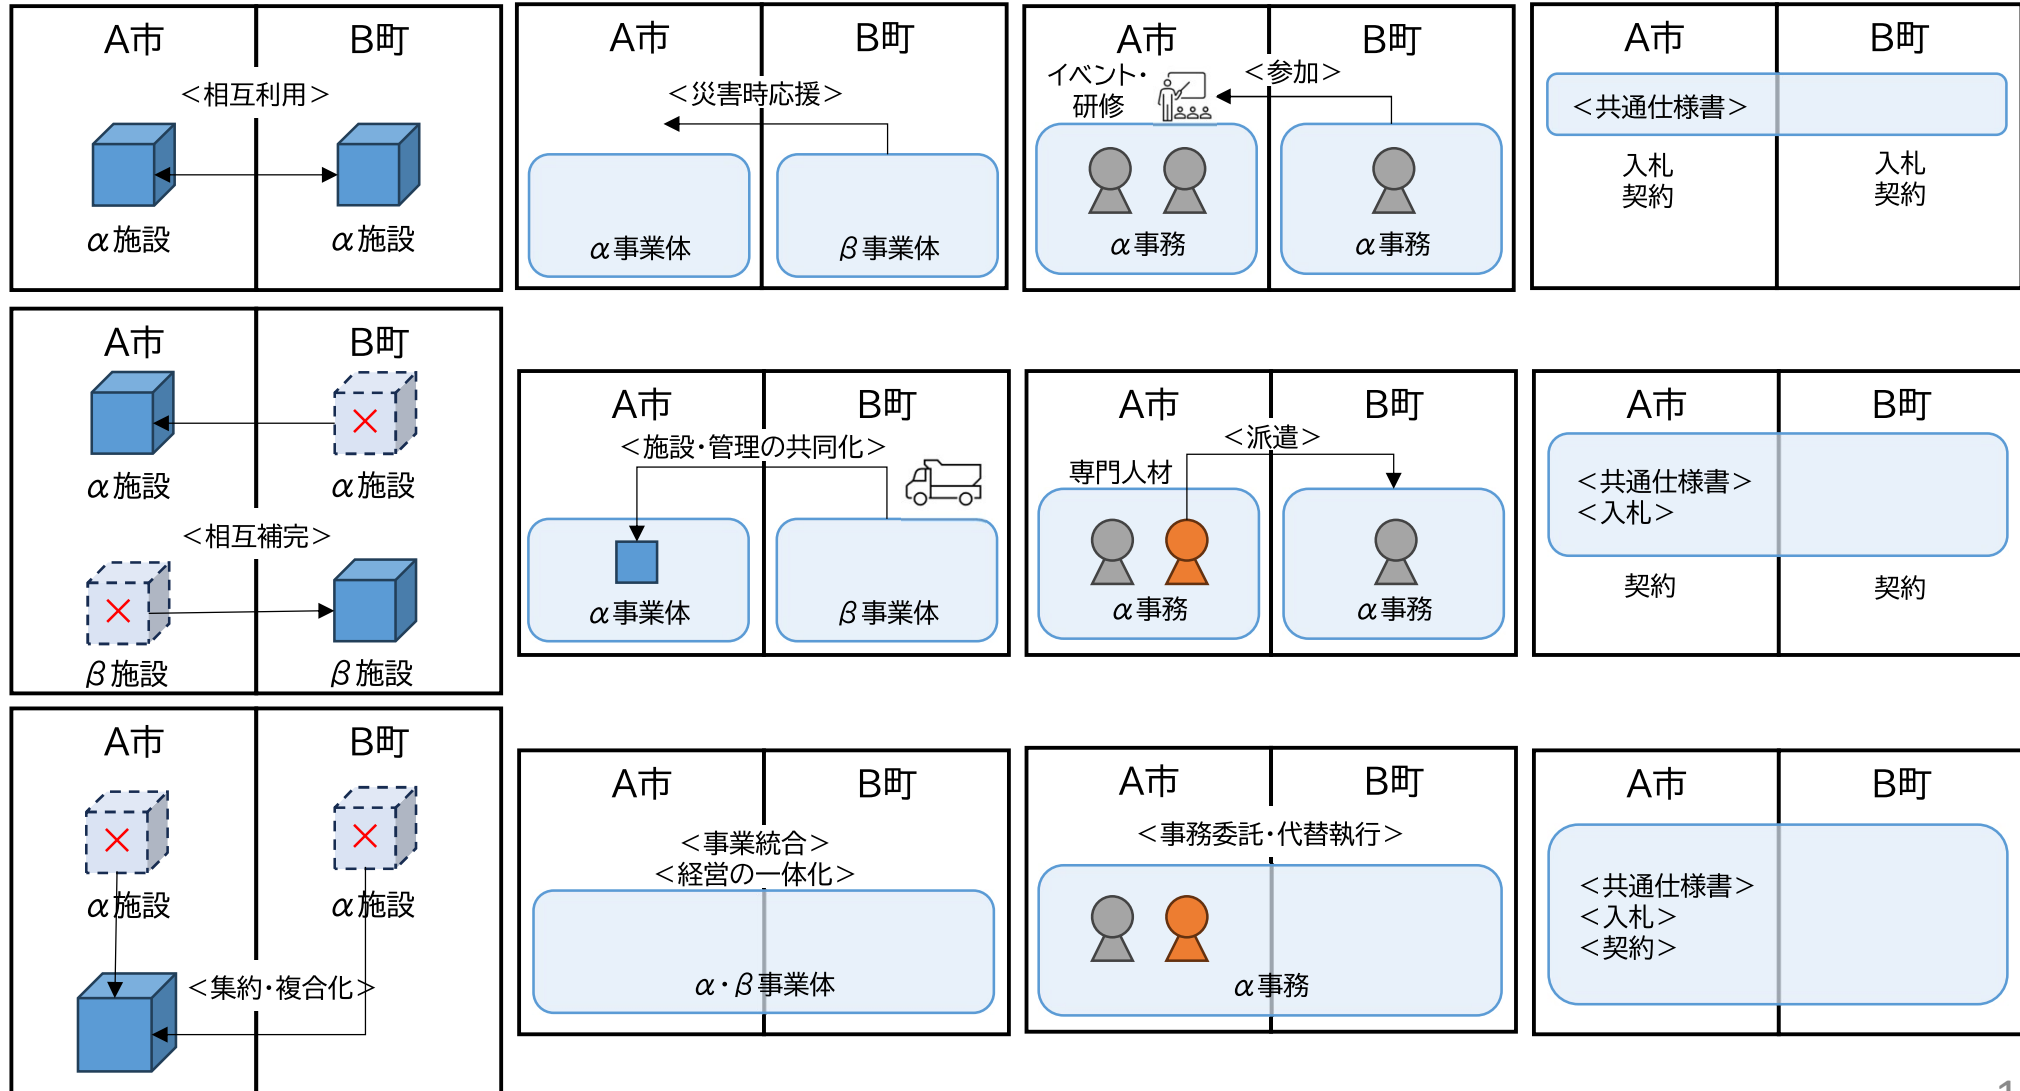 A市
B町
＜相互利用＞
α施設
α施設
A市
B町
＜災害時応援＞
α事業体
β事業体
A市
B町
イベント・
研修
＜参加＞
α事務
α事務
A市
B町
＜共通仕様書＞
入札
契約
入札
契約
A市
B町
α施設
α施設
＜相互補完＞
β施設
β施設
A市
B町
＜施設・管理の共同化＞
α事業体
β事業体
A市
B町
＜派遣＞
専門人材
α事務
α事務
A市
B町
＜共通仕様書＞
＜入札＞
契約
契約
A市
B町
α施設
α施設
＜集約・複合化＞
A市
B町
＜事業統合＞
＜経営の一体化＞
α・β事業体
A市
B町
＜事務委託・代替執行＞
α事務
A市
B町
＜共通仕様書＞
＜入札＞
＜契約＞